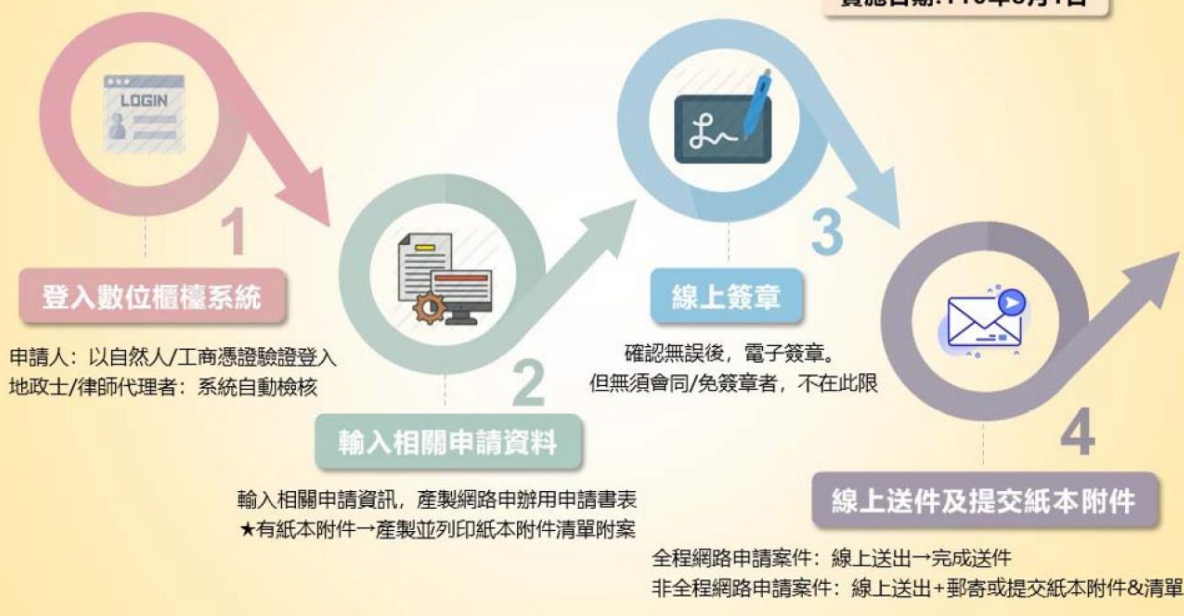 LOGIN
1
登入數位櫃檯系統
申請人：以自然人/工商憑證驗證登入
地政士/律師代理者：系統自動檢核
2
輸入相關申請資料
輸入相關申請資訊，產製網路申辦用申請書表
★有紙本附件→產製並列印紙本附件清單附案
3
線上簽章
確認無誤後，電子簽章。
但無須會同/免簽章者，不在此限
4
線上送件及提交紙本附件
全程網路申請案件：線上送出→完成送件
非全程網路申請案件：線上送出+郵寄或提交紙本附件&清單